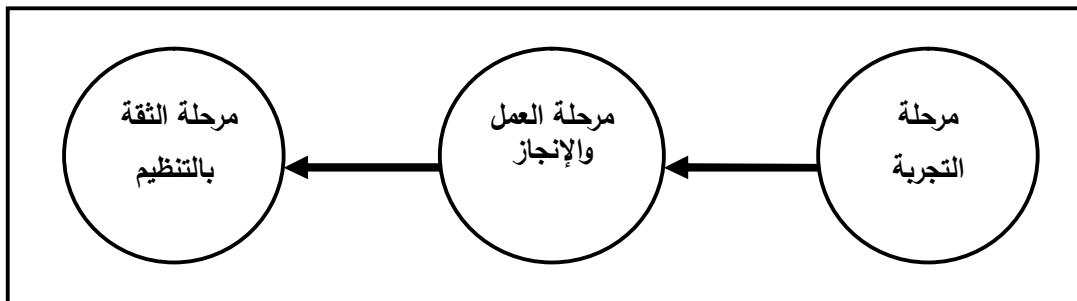 مرحلة
التجربة
مرحلة العمل
والإنجاز
مرحلة الثقة
بالتنظيم